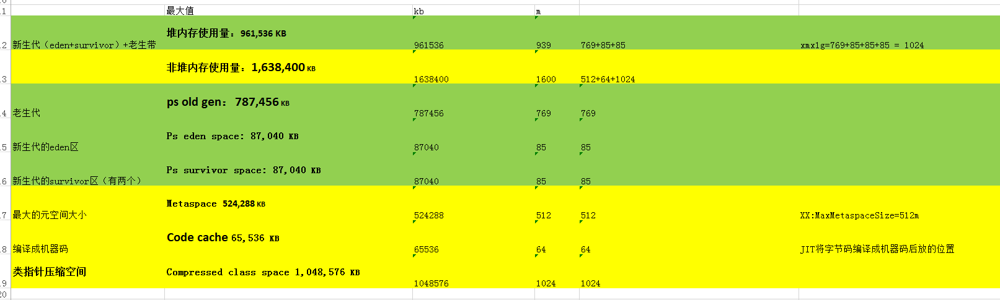 11 最大值 kb m
堆内存使用量：961,536 KB
2 新生代（eden+survivor）+老生带 961536 939 769+85+85 xmx1g=769+85+85+85 = 1024
非堆内存使用量：1,638,400 KB
3 1638400 1600 512+64+1024
ps old gen： 787,456 KB
4 老生代 787456 769 769
Ps eden space: 87,040 KB
5 新生代的eden区 87040 85 85
Ps survivor space: 87,040 KB
6 新生代的survivor区（有两个） 87040 85 85
Metaspace 524,288 KB
7 最大的元空间大小 524288 512 512 XX:MaxMetaspaceSize=512m
Code cache 65,536 KB
8 编译成机器码 65536 64 64 JIT将字节码编译成机器码后放的位置
类指针压缩空间 Compressed class space 1,048,576 KB
9 1048576 1024 1024
20